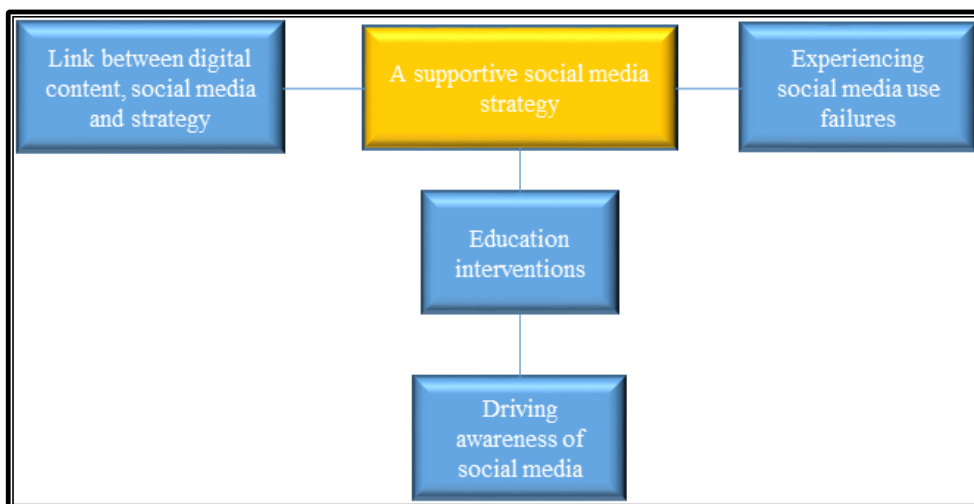 Link between digital
content, social media
and strategy
A supportive social media
strategy
Experiencing
social media use
failures
Education
interventions
Driving
awareness of
social media